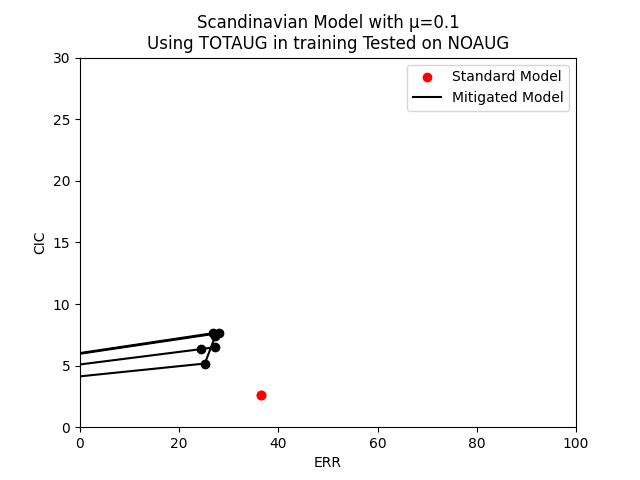 Scandinavian Model with μ=0.1
Using TOTAUG in training Tested on NOAUG
Standard Model
Mitigated Model
30
25
20
15
10
5
0
CIC
0 20 40 60 80 100
ERR